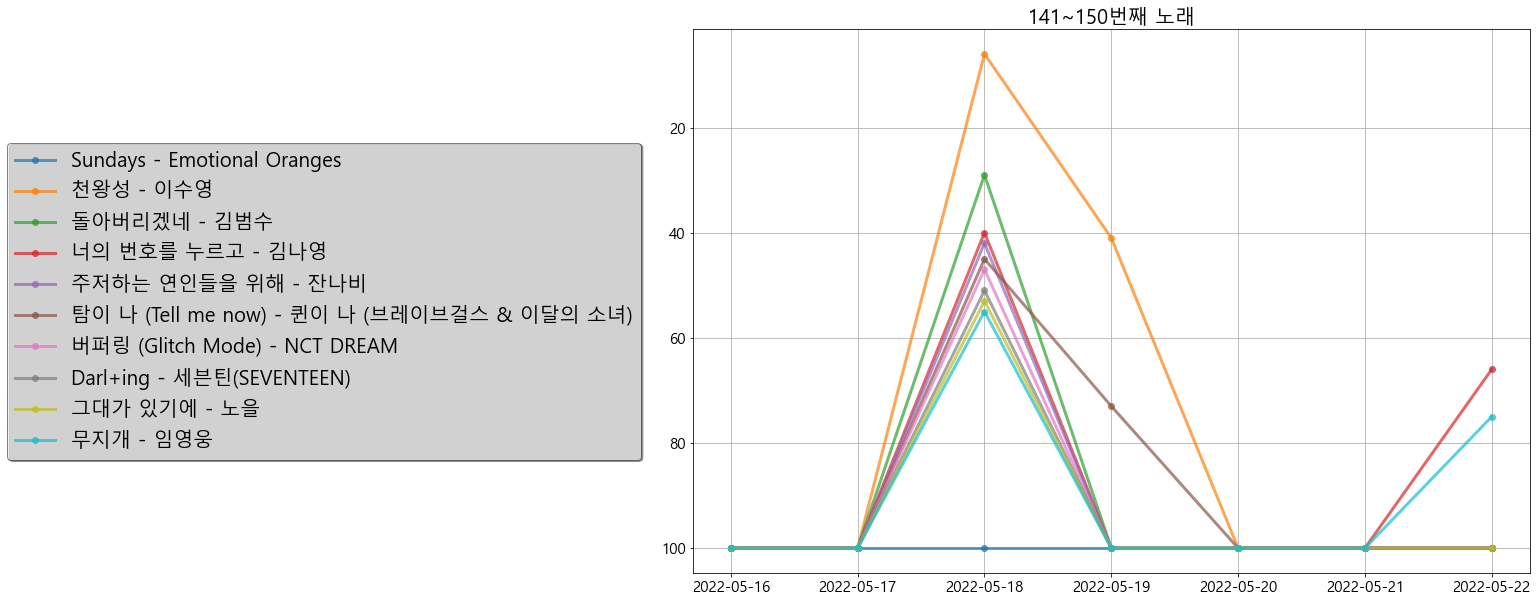 141~150번째 노래
Sundays - Emotional Oranges
천왕성 - 이수영
돌아버리겠네 - 김범수
너의 번호를 누르고 - 김나영
주저하는 연인들을 위해 - 잔나비
탐이 나 (Tell me now) - 퀸이 나 (브레이브걸스 & 이달의 소녀)
버퍼링 (Glitch Mode) - NCT DREAM
Darl+ing - 세븐틴(SEVENTEEN)
그대가 있기에 - 노을
무지개 - 임영웅
20
40
60
80
100
2022-05-16 2022-05-17 2022-05-18 2022-05-19 2022-05-20 2022-05-21 2022-05-22